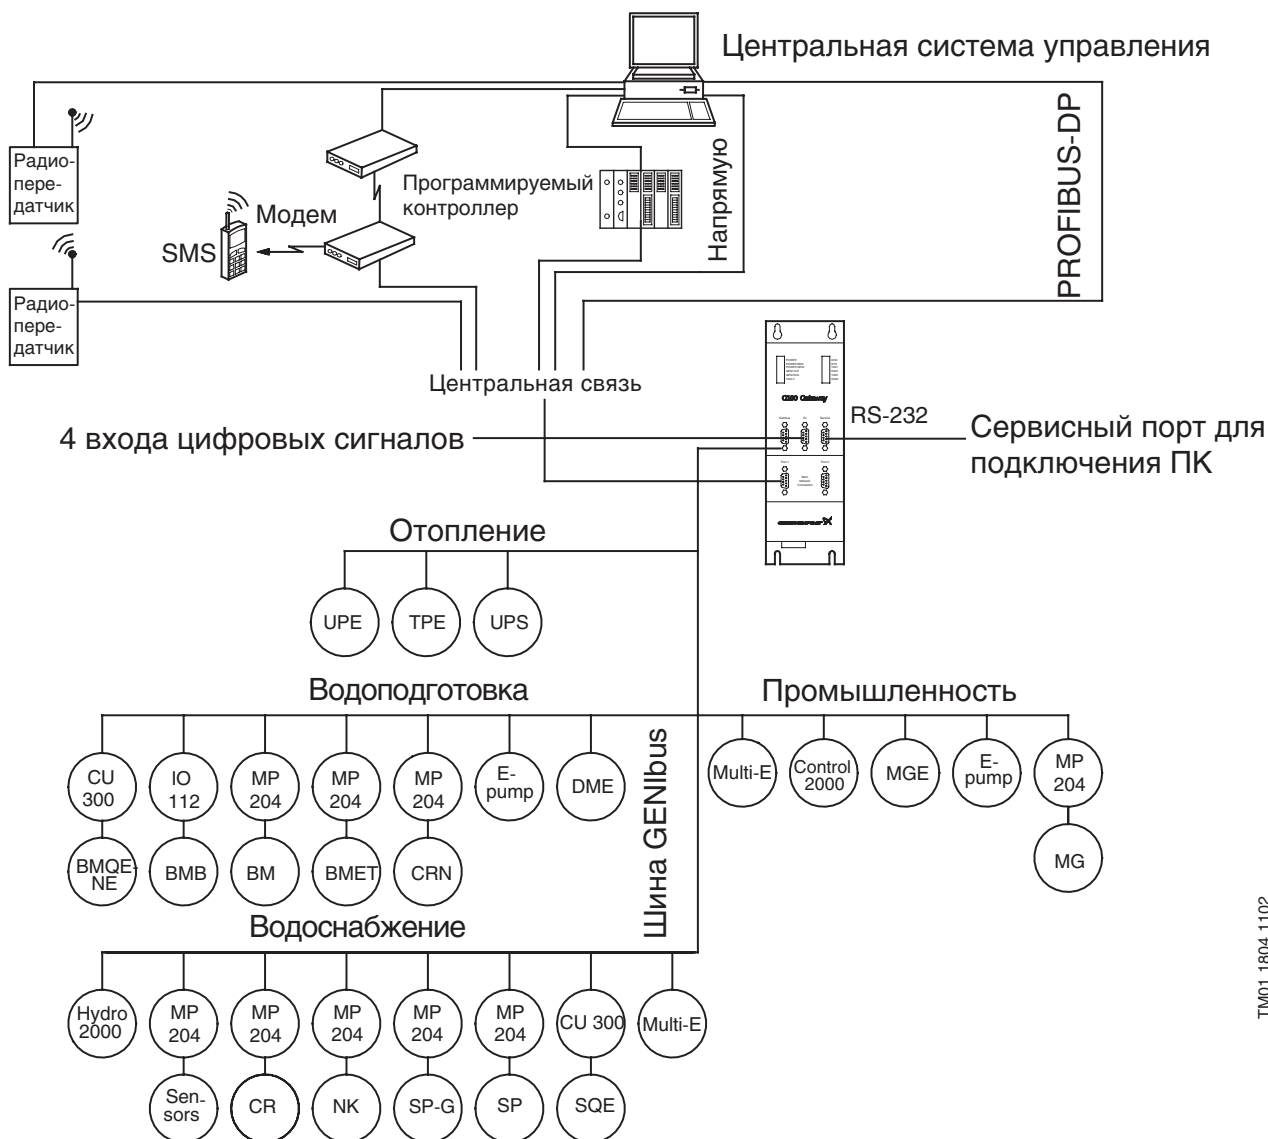 Центральная система управления
PROFIBUS-DP
Радио-
пере-
датчик
Программируемый
контроллер
Напрямую
Модем
SMS
Радио-
пере-
датчик
Центральная связь
G100 Gateway
RS-232
4 входа цифровых сигналов
Сервисный порт для
подключения ПК
Отопление
UPE
TPE
UPS
Водоподготовка
Промышленность
Шина GENIbus
CU
300
IO
112
MP
204
MP
204
MP
204
E-
pump
DME
Multi-E
Control
2000
MGE
E-
pump
MP
204
BMQE-
NE
BMB
BM
BMET
CRN
MG
Водоснабжение
Hydro
2000
MP
204
MP
204
MP
204
MP
204
MP
204
CU 300
Multi-E
Sen-
sors
CR
NK
SP-G
SP
SQE
TM01 1804 1102